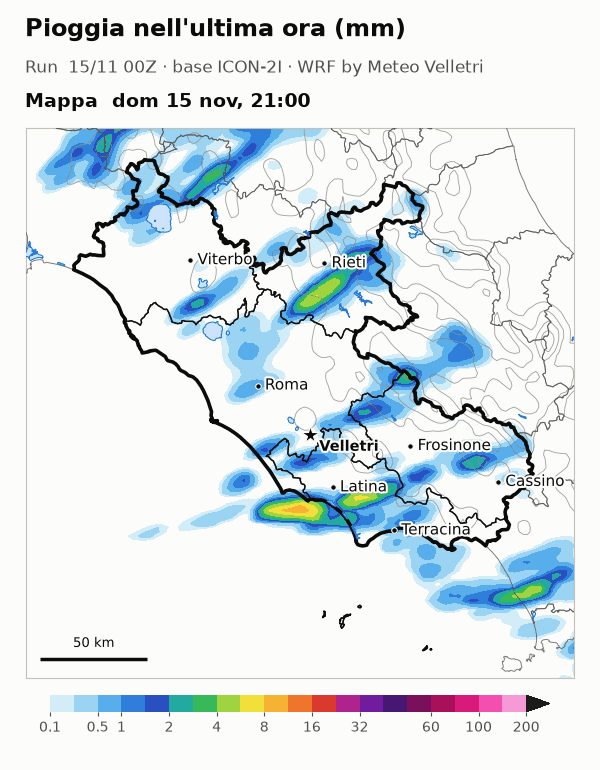 Pioggia nell'ultima ora (mm)
Run  15/11 00Z · base ICON-2I · WRF by Meteo Velletri
Mappa  dom 15 nov, 21:00
Viterbo
Rieti
Roma
Velletri
Frosinone
Latina
Cassino
Terracina
50 km
0.1 0.5 1 2 4 8 16 32 60 100 200